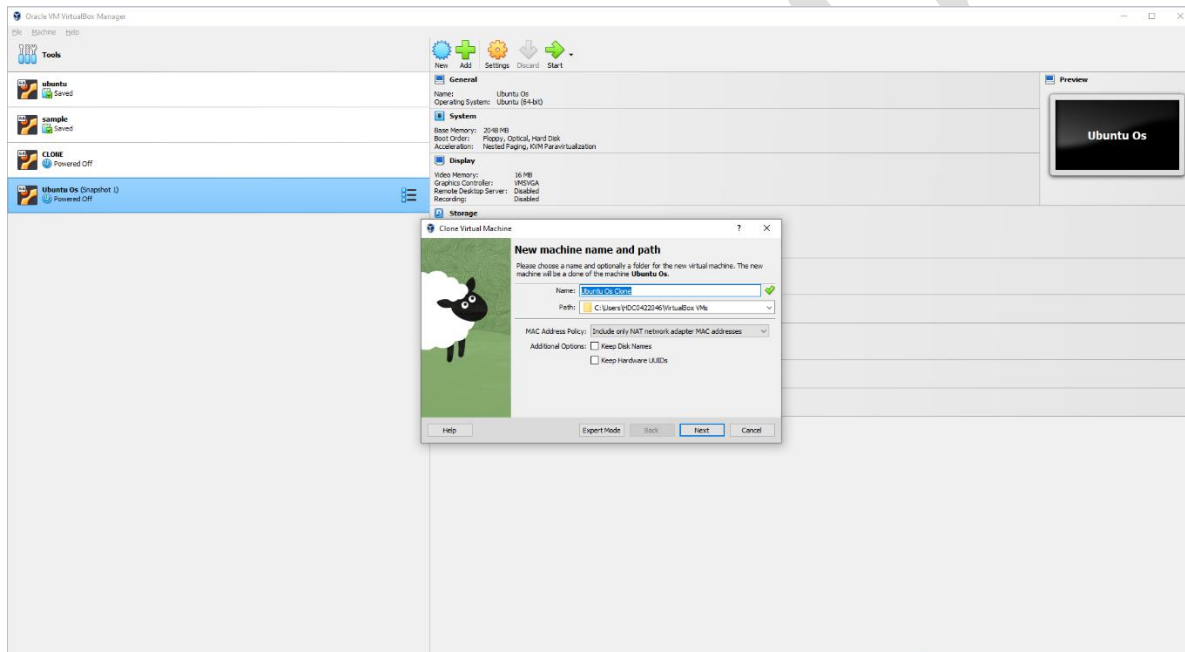 Oracle VM VirtualBox Manager
File Machine Help
Tools
New Add Settings Discard Start
ubuntu
Saved
sample
Saved
CLONE
Powered Off
Ubuntu Os (Snapshot 1)
Powered Off
General
Name: Ubuntu Os
Operating System: Ubuntu (64-bit)
System
Base Memory: 2048 MB
Boot Order: Floppy, Optical, Hard Disk
Acceleration: Nested Paging, KVM Paravirtualization
Display
Video Memory: 16 MB
Graphics Controller: VMSVGA
Remote Desktop Server: Disabled
Recording: Disabled
Storage
Preview
Ubuntu Os
Clone Virtual Machine ? ×
New machine name and path
Please choose a name and optionally a folder for the new virtual machine. The new
machine will be a clone of the machine Ubuntu Os.
Name: Ubuntu Os Clone
Path: C:\Users\HDC0422046\VirtualBox VMs
MAC Address Policy: Include only NAT network adapter MAC addresses
Additional Options: Keep Disk Names
Keep Hardware UUIDs
Help Expert Mode Back Next Cancel